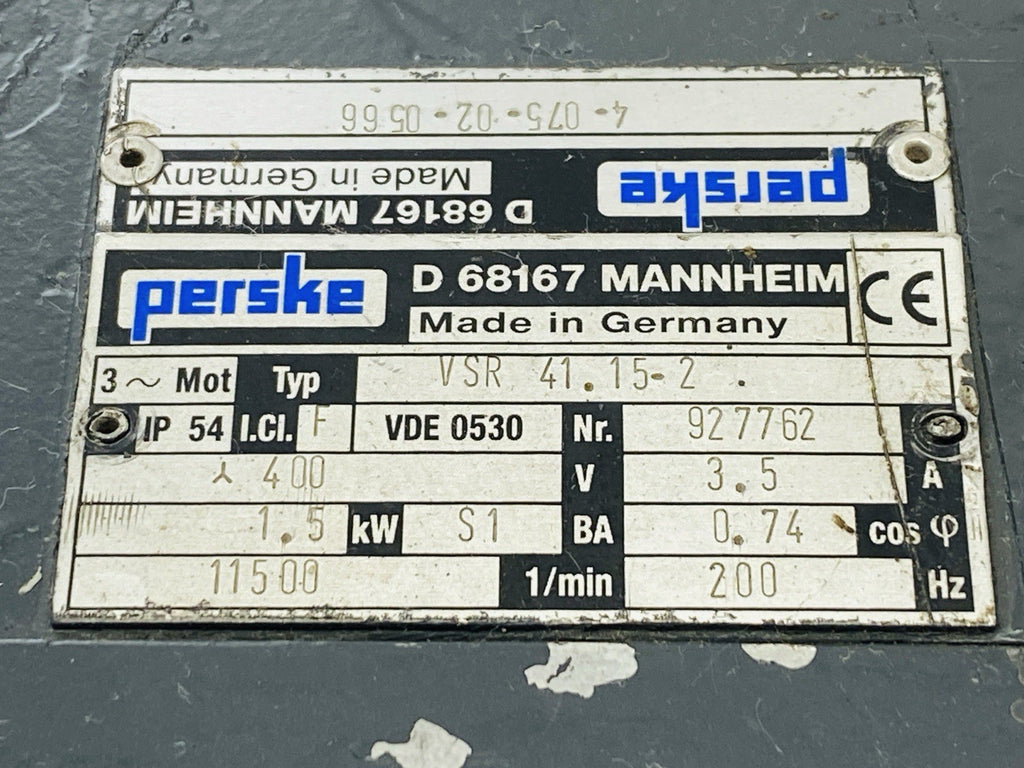 4-075-02-0566
Made in Germany
perske
D 68167 MANNHEIM
perske D 68167 MANNHEIM CE
Made in Germany
3 ~ Mot Typ VSR 41.15-2
IP 54 I.Cl. F VDE 0530 Nr. 927762
⅄ 400 V 3.5 A
1.5 kW S1 BA 0.74 cos φ
11500 1/min 200 Hz